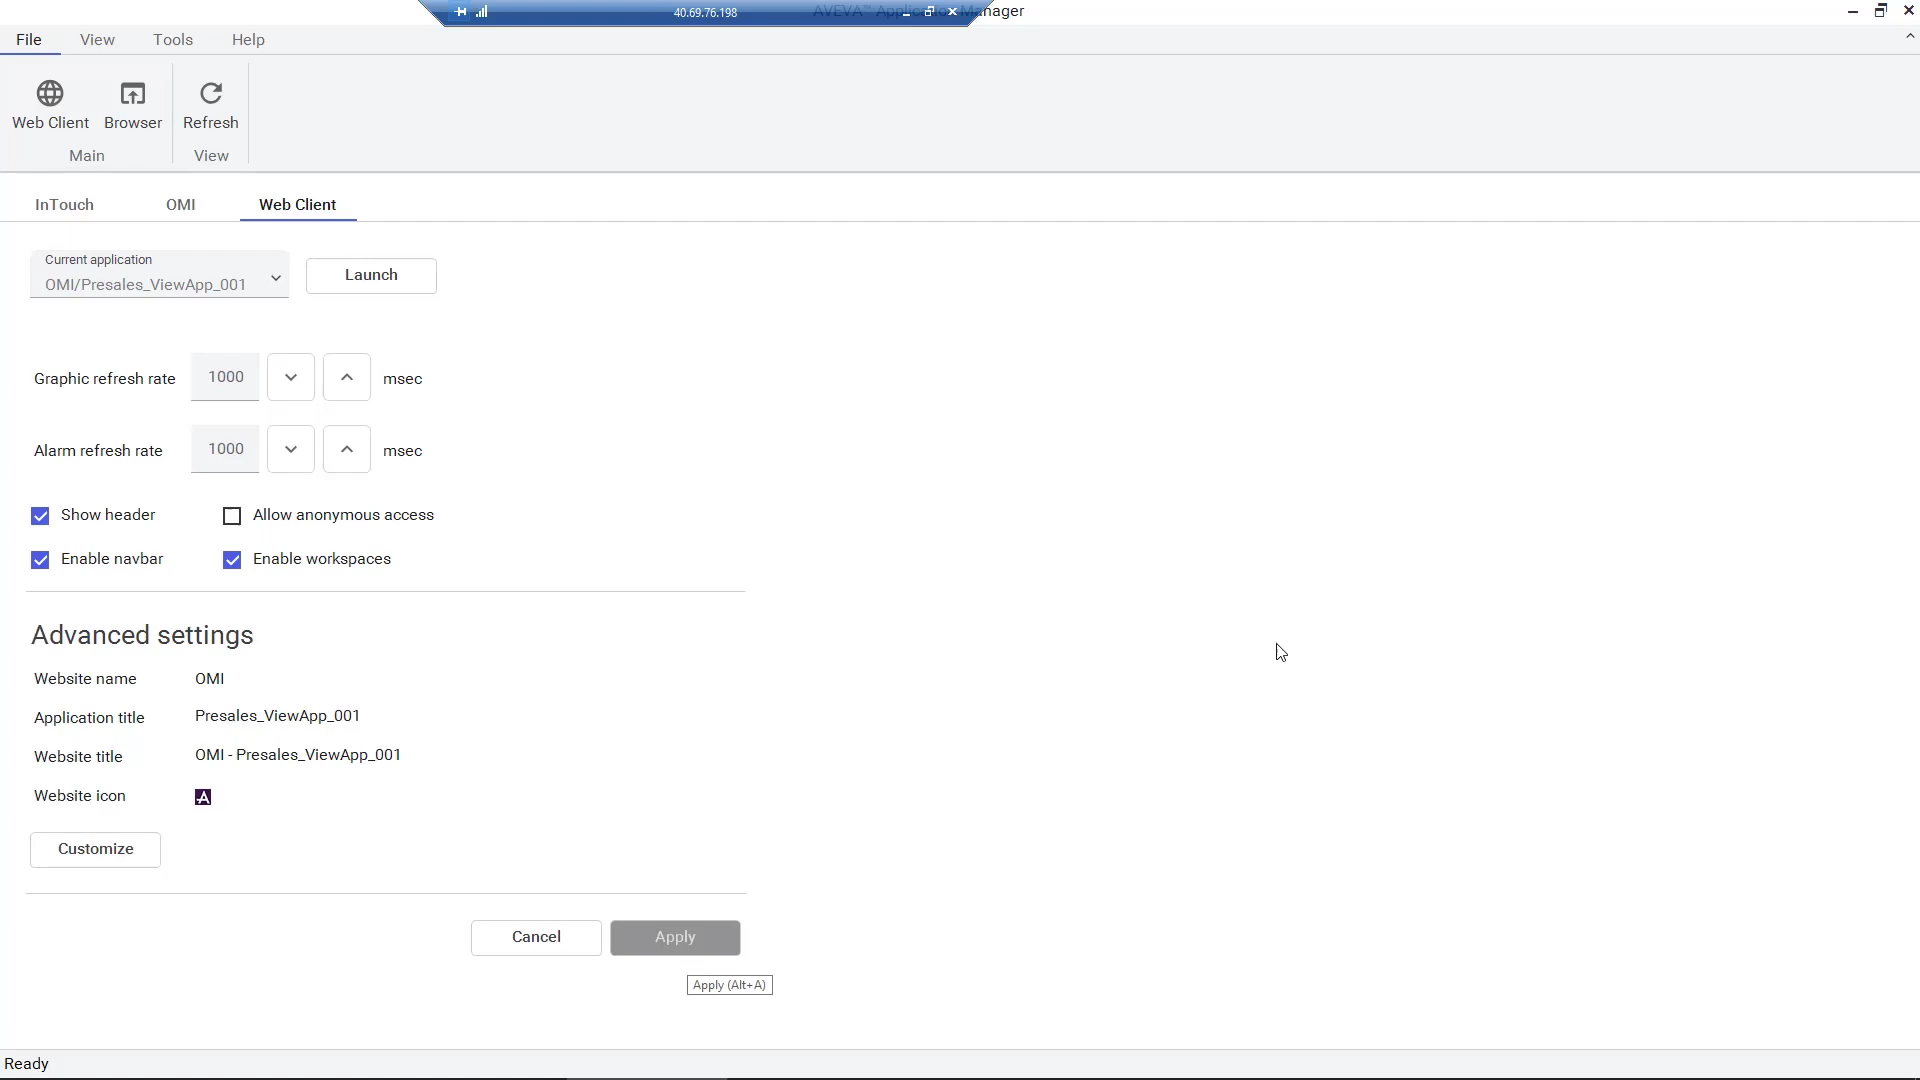 40.69.76.198
AVEVA™ Application Manager
File View Tools Help
Web Client Browser Refresh
Main View
InTouch OMI Web Client
Current application
OMI/Presales_ViewApp_001
Launch
Graphic refresh rate 1000 msec
Alarm refresh rate 1000 msec
Show header Allow anonymous access
Enable navbar Enable workspaces
Advanced settings
Website name OMI
Application title Presales_ViewApp_001
Website title OMI - Presales_ViewApp_001
Website icon A
Customize
Cancel Apply
Apply (Alt+A)
Ready